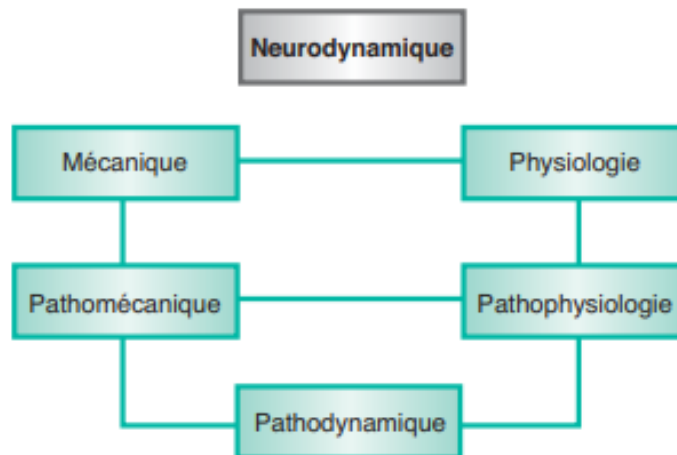 Neurodynamique
Mécanique
Physiologie
Pathomécanique
Pathophysiologie
Pathodynamique